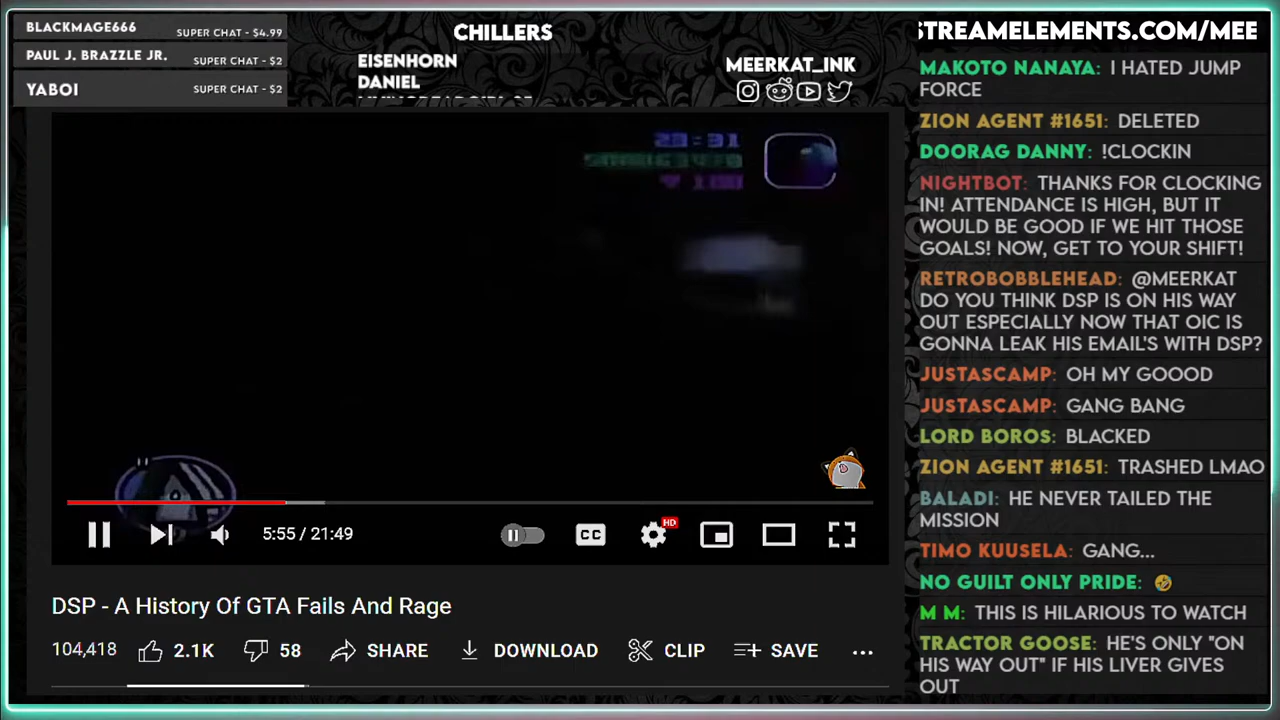 BLACKMAGE666 SUPER CHAT - $4.99
PAUL J. BRAZZLE JR. SUPER CHAT - $2
YABOI SUPER CHAT - $2
CHILLERS
EISENHORN
DANIEL
MEERKAT_INK
STREAMELEMENTS.COM/MEE
MAKOTO NANAYA: I HATED JUMP
FORCE
ZION AGENT #1651: DELETED
DOORAG DANNY: !CLOCKIN
NIGHTBOT: THANKS FOR CLOCKING
IN! ATTENDANCE IS HIGH, BUT IT
WOULD BE GOOD IF WE HIT THOSE
GOALS! NOW, GET TO YOUR SHIFT!
RETROBOBBLEHEAD: @MEERKAT
DO YOU THINK DSP IS ON HIS WAY
OUT ESPECIALLY NOW THAT OIC IS
GONNA LEAK HIS EMAIL'S WITH DSP?
JUSTASCAMP: OH MY GOOOD
JUSTASCAMP: GANG BANG
LORD BOROS: BLACKED
ZION AGENT #1651: TRASHED LMAO
BALADI: HE NEVER TAILED THE
MISSION
TIMO KUUSELA: GANG...
NO GUILT ONLY PRIDE: 🤣
M M: THIS IS HILARIOUS TO WATCH
TRACTOR GOOSE: HE'S ONLY "ON
HIS WAY OUT" IF HIS LIVER GIVES
OUT
23:31
5:55 / 21:49
CC
HD
DSP - A History Of GTA Fails And Rage
104,418 2.1K 58 SHARE DOWNLOAD CLIP SAVE ...